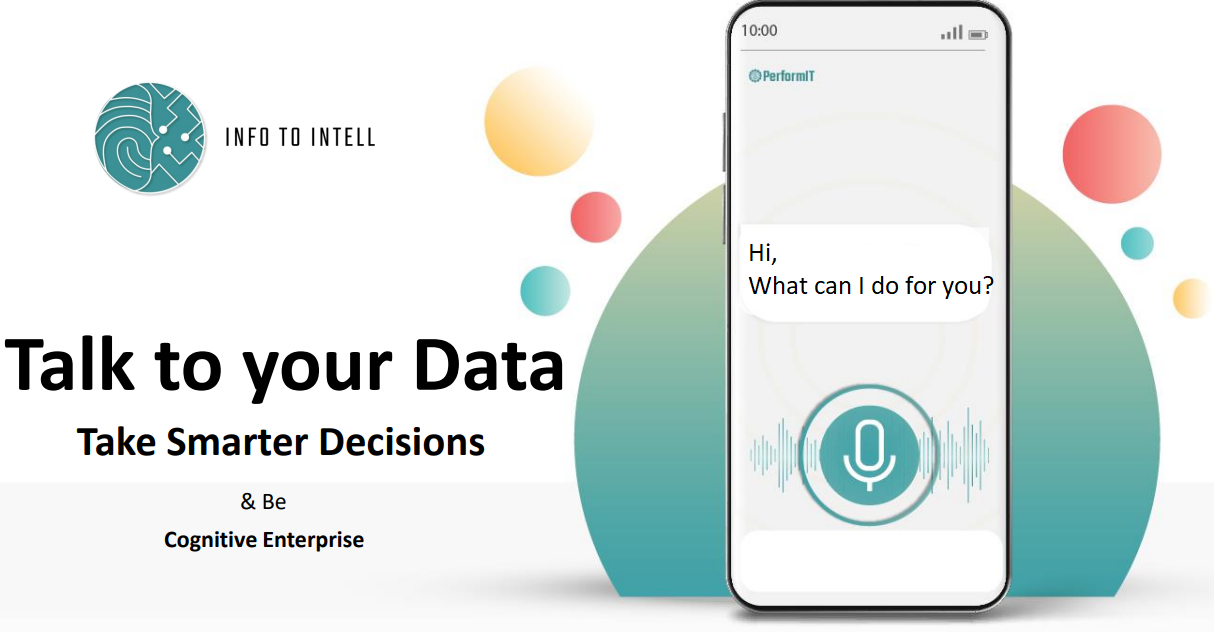 INFO TO INTELL
Talk to your Data
Take Smarter Decisions
& Be
Cognitive Enterprise
10:00
PerformIT
Hi,
What can I do for you?